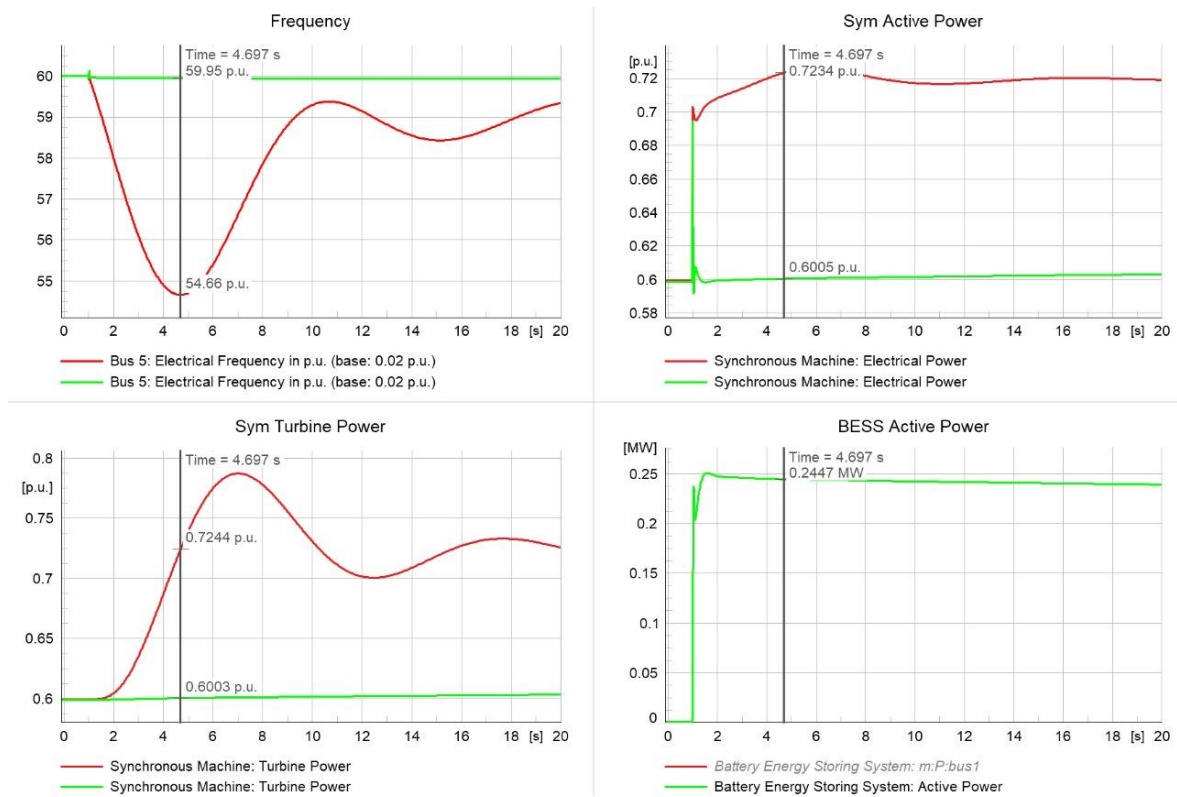 Frequency
Time = 4.697 s
59.95 p.u.
60
59
58
57
56
55
54.66 p.u.
0 2 4 6 8 10 12 14 16 18 [s] 20
Bus 5: Electrical Frequency in p.u. (base: 0.02 p.u.)
Bus 5: Electrical Frequency in p.u. (base: 0.02 p.u.)
Sym Active Power
[p.u.]
Time = 4.697 s
0.7234 p.u.
0.72
0.7
0.68
0.66
0.64
0.62
0.6005 p.u.
0.6
0.58
0 2 4 6 8 10 12 14 16 18 [s] 20
Synchronous Machine: Electrical Power
Synchronous Machine: Electrical Power
Sym Turbine Power
0.8
[p.u.]
Time = 4.697 s
0.75
0.7244 p.u.
0.7
0.65
0.6003 p.u.
0.6
0 2 4 6 8 10 12 14 16 18 [s] 20
Synchronous Machine: Turbine Power
Synchronous Machine: Turbine Power
BESS Active Power
[MW]
Time = 4.697 s
0.2447 MW
0.25
0.2
0.15
0.1
0.05
0
0 2 4 6 8 10 12 14 16 18 [s] 20
Battery Energy Storing System: m:P:bus1
Battery Energy Storing System: Active Power